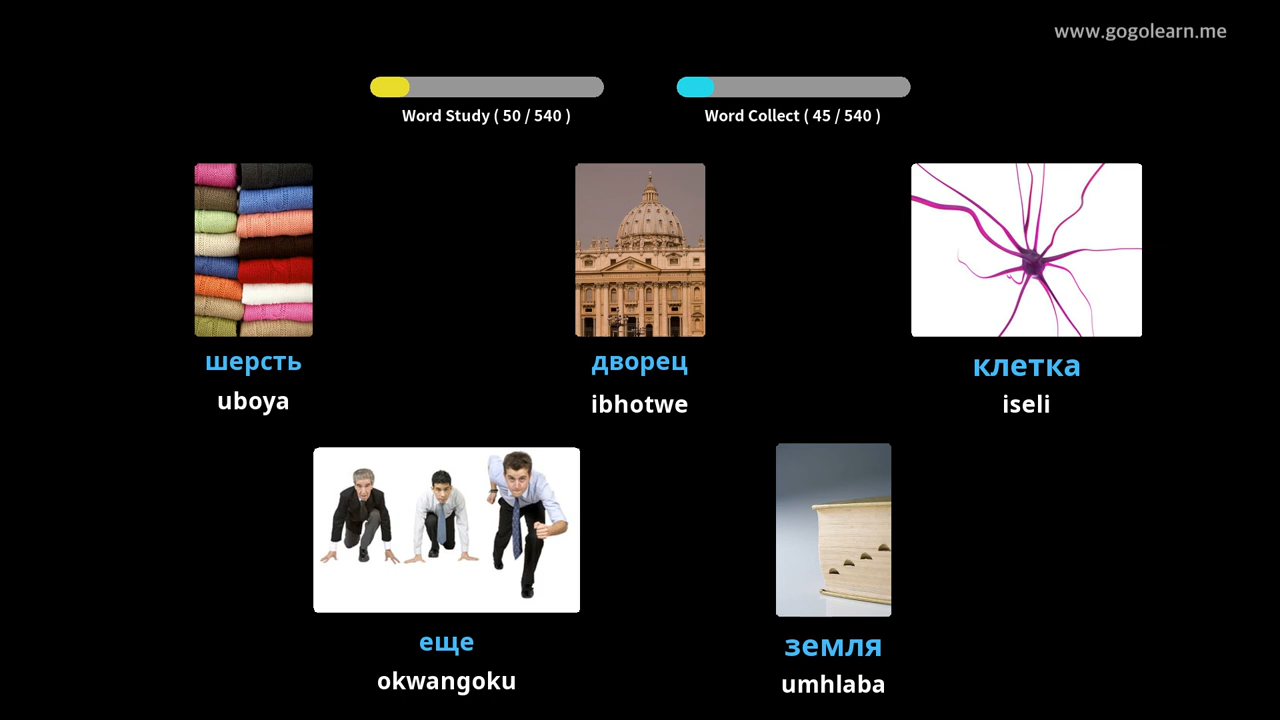 www.gogolearn.me
Word Study ( 50 / 540 )
Word Collect ( 45 / 540 )
шерсть
uboya
дворец
ibhotwe
клетка
iseli
еще
okwangoku
земля
umhlaba